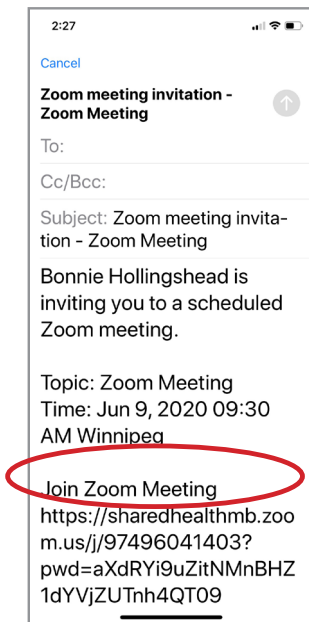 2:27
Cancel
Zoom meeting invitation -
Zoom Meeting
To:
Cc/Bcc:
Subject: Zoom meeting invita-
tion - Zoom Meeting
Bonnie Hollingshead is
inviting you to a scheduled
Zoom meeting.
Topic: Zoom Meeting
Time: Jun 9, 2020 09:30
AM Winnipeg
Join Zoom Meeting
https://sharedhealthmb.zoo
m.us/j/97496041403?
pwd=aXdRYi9uZitNMnBHZ
1dYVjZUTnh4QT09